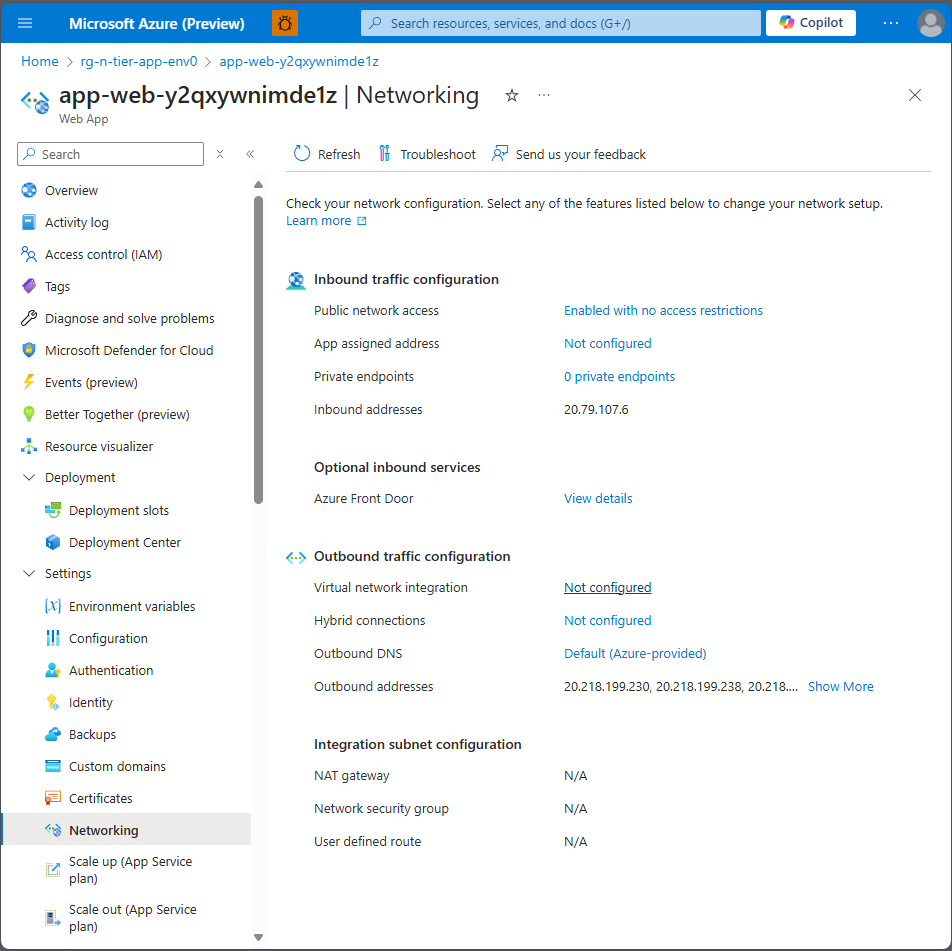 Microsoft Azure (Preview)
Search resources, services, and docs (G+/)
Copilot
...
Home > rg-n-tier-app-env0 > app-web-y2qxywnimde1z
app-web-y2qxywnimde1z | Networking
...
Web App
Search
Refresh
Troubleshoot
Send us your feedback
Overview
Activity log
Access control (IAM)
Tags
Diagnose and solve problems
Microsoft Defender for Cloud
Events (preview)
Better Together (preview)
Resource visualizer
Deployment
Deployment slots
Deployment Center
Settings
Environment variables
Configuration
Authentication
Identity
Backups
Custom domains
Certificates
Networking
Scale up (App Service
plan)
Scale out (App Service
plan)
Check your network configuration. Select any of the features listed below to change your network setup.
Learn more
Inbound traffic configuration
Public network access Enabled with no access restrictions
App assigned address Not configured
Private endpoints 0 private endpoints
Inbound addresses 20.79.107.6
Optional inbound services
Azure Front Door View details
Outbound traffic configuration
Virtual network integration Not configured
Hybrid connections Not configured
Outbound DNS Default (Azure-provided)
Outbound addresses 20.218.199.230, 20.218.199.238, 20.218.... Show More
Integration subnet configuration
NAT gateway N/A
Network security group N/A
User defined route N/A